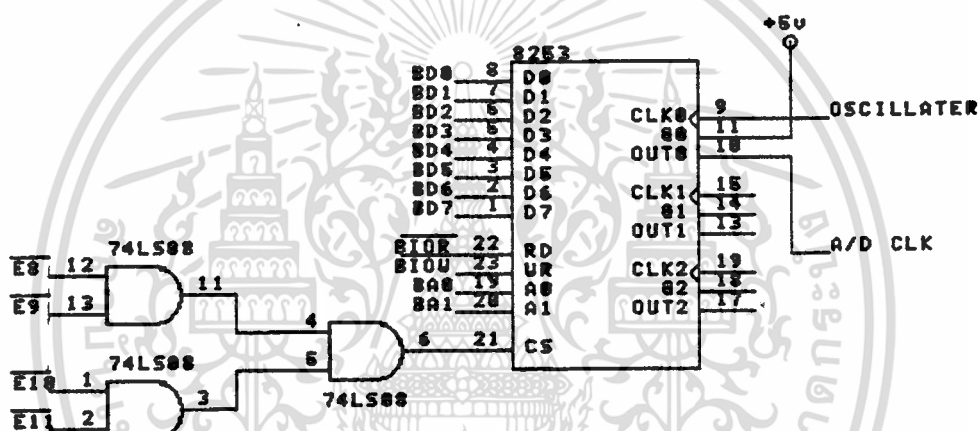 +5v
8253
BD0 8 D0
BD1 7 D1
BD2 6 D2
BD3 5 D3
BD4 4 D4
BD5 3 D5
BD6 2 D6
BD7 1 D7
BIOR 22 RD
BIOW 23 WR
BA0 19 A0
BA1 20 A1
21 CS
CLK0 9 OSCILLATER
G0 11
OUT0 10
CLK1 15
G1 14
OUT1 13
A/D CLK
CLK2 19
G2 18
OUT2 17
74LS08
E8 12
E9 13
11
74LS08
E10 1
E11 2
3
4
5
6
74LS08